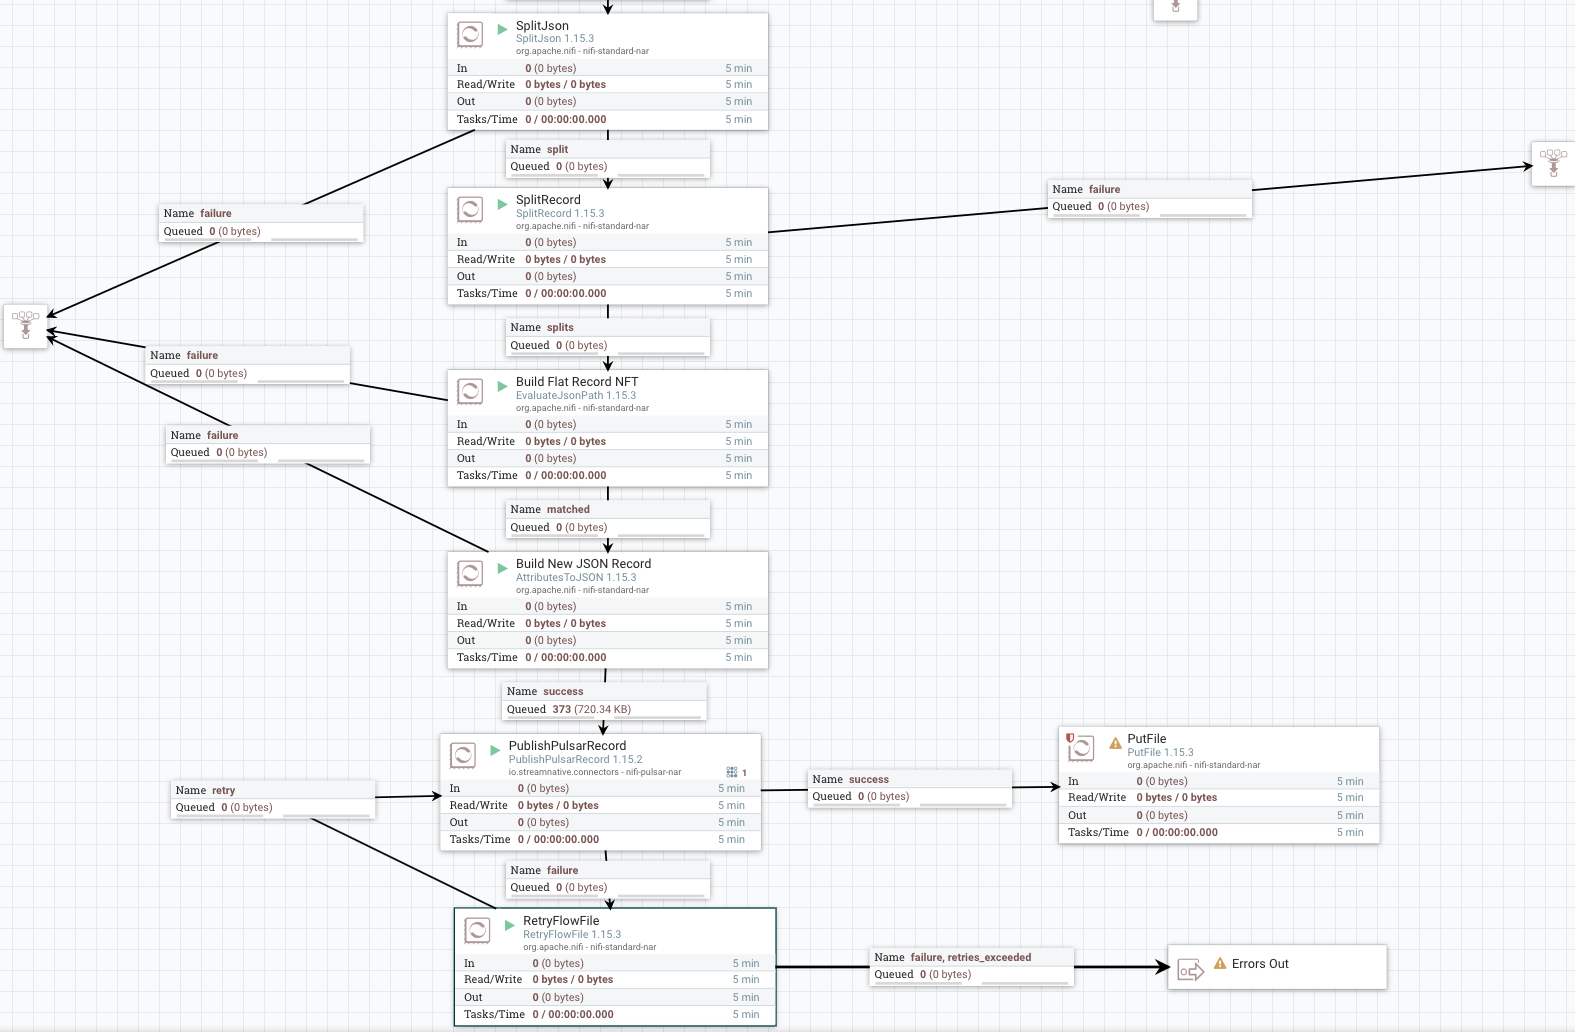 SplitJson
SplitJson 1.15.3
org.apache.nifi - nifi-standard-nar
In 0 (0 bytes) 5 min
Read/Write 0 bytes / 0 bytes 5 min
Out 0 (0 bytes) 5 min
Tasks/Time 0 / 00:00:00.000 5 min
Name split
Queued 0 (0 bytes)
Name failure
Queued 0 (0 bytes)
SplitRecord
SplitRecord 1.15.3
org.apache.nifi - nifi-standard-nar
In 0 (0 bytes) 5 min
Read/Write 0 bytes / 0 bytes 5 min
Out 0 (0 bytes) 5 min
Tasks/Time 0 / 00:00:00.000 5 min
Name failure
Queued 0 (0 bytes)
Name splits
Queued 0 (0 bytes)
Name failure
Queued 0 (0 bytes)
Build Flat Record NFT
EvaluateJsonPath 1.15.3
org.apache.nifi - nifi-standard-nar
In 0 (0 bytes) 5 min
Read/Write 0 bytes / 0 bytes 5 min
Out 0 (0 bytes) 5 min
Tasks/Time 0 / 00:00:00.000 5 min
Name failure
Queued 0 (0 bytes)
Name matched
Queued 0 (0 bytes)
Build New JSON Record
AttributesToJSON 1.15.3
org.apache.nifi - nifi-standard-nar
In 0 (0 bytes) 5 min
Read/Write 0 bytes / 0 bytes 5 min
Out 0 (0 bytes) 5 min
Tasks/Time 0 / 00:00:00.000 5 min
Name success
Queued 373 (720.34 KB)
PublishPulsarRecord
PublishPulsarRecord 1.15.2
io.streamnative.connectors - nifi-pulsar-nar 1
In 0 (0 bytes) 5 min
Read/Write 0 bytes / 0 bytes 5 min
Out 0 (0 bytes) 5 min
Tasks/Time 0 / 00:00:00.000 5 min
Name retry
Queued 0 (0 bytes)
Name success
Queued 0 (0 bytes)
PutFile
PutFile 1.15.3
org.apache.nifi - nifi-standard-nar
In 0 (0 bytes) 5 min
Read/Write 0 bytes / 0 bytes 5 min
Out 0 (0 bytes) 5 min
Tasks/Time 0 / 00:00:00.000 5 min
Name failure
Queued 0 (0 bytes)
RetryFlowFile
RetryFlowFile 1.15.3
org.apache.nifi - nifi-standard-nar
In 0 (0 bytes) 5 min
Read/Write 0 bytes / 0 bytes 5 min
Out 0 (0 bytes) 5 min
Tasks/Time 0 / 00:00:00.000 5 min
Name failure, retries_exceeded
Queued 0 (0 bytes)
Errors Out